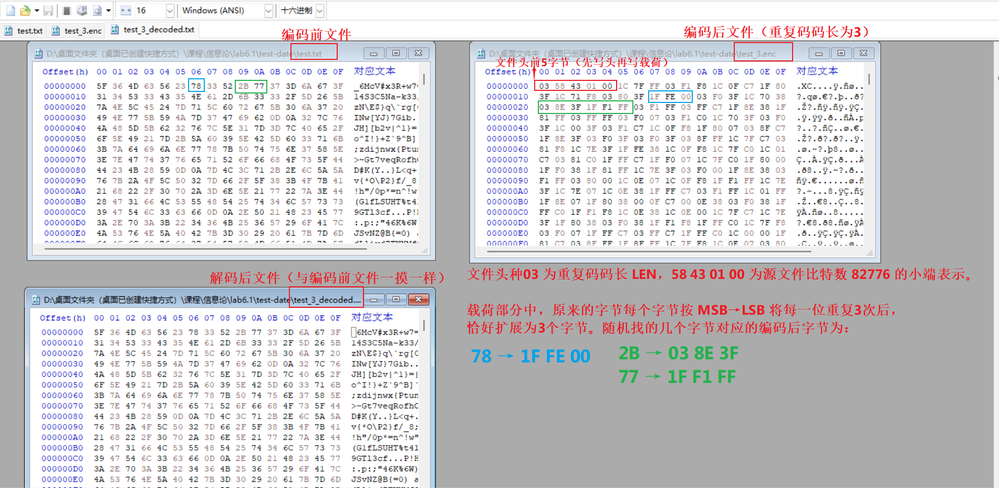 16
Windows (ANSI)
十六进制
test.txt
test_3.enc
test_3_decoded.txt
编码前文件
D:\桌面文件夹（桌面已创建快捷方式）\课程\信息论\lab6.1\test-date\test.txt
Offset(h) 00 01 02 03 04 05 06 07 08 09 0A 0B 0C 0D 0E 0F 对应文本
00000000 5F 36 4D 63 56 23 78 33 52 2B 77 37 3D 6A 67 3F _6McV#x3R+w7=
00000010 31 34 53 33 43 35 4E 61 2D 6B 33 33 2F 5D 26 5B 14S3C5Na-k33/
00000020 7A 4E 5C 45 24 7D 71 5C 60 72 67 5B 30 6A 37 20 zN\E$}q\`rg[0
00000030 49 4E 77 5B 59 4A 7D 37 47 69 62 0D 0A 32 7C 76 INw[YJ}7Gib..
00000040 4A 48 5D 5B 62 32 76 7C 5E 31 7D 3D 7C 40 65 2F JH][b2v|^1}=
00000050 6F 5E 49 21 7D 2B 5A 60 39 5E 42 5D 60 33 71 6B o^I!}+Z`9^B]
00000060 3B 7A 64 69 6A 6E 77 78 7B 50 74 75 6E 37 58 5E ;zdijnwx{Ptun
00000070 3E 7E 47 74 37 76 65 71 52 6F 66 68 4F 73 5F 44 >~Gt7veqRofhO
00000080 44 23 4B 28 59 0D 0A 7D 4C 3C 71 2B 2E 6C 5A 5A D#K(Y..}L<q+.
00000090 76 7B 2A 4F 5C 50 32 7D 66 2F 5F 38 3B 4F 7B 41 v{*O\P2}f/_8
000000A0 21 68 22 2F 30 70 2A 3D 6E 5E 21 77 22 7A 3E 44 !h"/0p*=n^!w
000000B0 28 47 31 66 4C 53 55 48 54 25 74 34 6C 57 73 73 (G1fLSUHT%t4l
000000C0 39 47 54 6C 33 63 66 0D 0A 2E 50 21 48 23 45 77 9GTl3cf...P!
000000D0 3A 2E 70 3A 3B 22 34 36 4B 25 36 57 29 6F 41 7C :.p:;"46K%6W
000000E0 4A 53 76 4E 5A 40 42 7B 3D 30 29 20 61 7B 7D 6D JSvNZ@B{=0) a
编码后文件（重复码码长为3）
D:\桌面文件夹（桌面已创建快捷方式）\课程\信息论\lab6.1\test-date\test_3.enc
文件头前5字节（先写头再写载荷）
Offset(h) 00 01 02 03 04 05 06 07 08 09 0A 0B 0C 0D 0E 0F 对应文本
00000000 03 58 43 01 00 1C 7F FF 03 F1 F8 1C 0F C7 1F 80 .XC....ÿ.ñø..
00000010 3F 1C 71 F8 03 80 3F 1F FE 00 03 F0 3F 1C 70 38 ?.qø.€?.þ..ð?
00000020 03 8E 3F 1F F1 FF 03 F1 FF 03 FF C7 1F 8E 38 1F .Ž?.ñÿ.ñÿ.ÿÇ.
00000030 81 FF 03 FF FF 03 F0 07 03 F1 C0 1C 70 3F 03 F0 .ÿ.ÿÿ.ð..ñÀ.p
00000040 3F 1C 00 3F 03 F1 C7 1C 0F F8 1F 80 07 03 8F C7 ?..?.ñÇ..ø.€.
00000050 1F 8E 3F 03 F0 3F 03 F0 3F 03 8F FF 1C 7F C7 03 .Ž?.ð?.ð?..ÿ.
00000060 81 F8 1C 7E 3F 1F FE 38 1C 0F F8 1C 7F C0 1C 01 .ø.~?.þ8..ø..
00000070 C7 03 81 C0 1F FF C7 1F F0 07 1C 7F C0 1F 80 00 Ç..À.ÿÇ.ð...À
00000080 1F F0 38 1F 81 FF 1C 7E 3F 03 F0 00 1F 8E 38 03 .ð8..ÿ.~?.ð..
00000090 F1 FF 03 80 00 1C 0E 07 1C 0F F8 1F F1 FF 1C 7E ñÿ.€......ø.ñ
000000A0 3F 1C 7E 07 1C 0E 38 1F FF C7 03 F1 FF 1C 01 FF ?.~...8.ÿÇ.ñÿ
000000B0 1F 8E 07 1F 80 38 00 0F C7 00 0E 38 03 F0 38 1F .Ž..€8..Ç..8.
000000C0 FF C0 1F F1 F8 1C 0E 38 1C 0E 00 1C 7F C7 1C 7E ÿÀ.ñø..8.....
000000D0 3F 1F 80 38 03 F0 38 1F F1 F8 1F FF C0 1C 7F F8 ?.€8.ð8.ñø.ÿÀ
000000E0 03 F0 07 1F FF C7 03 FF C7 1F FF C0 1C 00 00 1F .ð..ÿÇ.ÿÇ.ÿÀ.
000000F0 81 C7 03 8F FF 1F 8F FF 1C 7F F8 1C 0E 07 03 80 .Ç..ÿ..ÿ..ø..
解码后文件（与编码前文件一摸一样）
D:\桌面文件夹（桌面已创建快捷方式）\课程\信息论\lab6.1\test-date\test_3_decoded....
Offset(h) 00 01 02 03 04 05 06 07 08 09 0A 0B 0C 0D 0E 0F 对应文本
00000000 5F 36 4D 63 56 23 78 33 52 2B 77 37 3D 6A 67 3F _6McV#x3R+w7=
00000010 31 34 53 33 43 35 4E 61 2D 6B 33 33 2F 5D 26 5B 14S3C5Na-k33/
00000020 7A 4E 5C 45 24 7D 71 5C 60 72 67 5B 30 6A 37 20 zN\E$}q\`rg[0
00000030 49 4E 77 5B 59 4A 7D 37 47 69 62 0D 0A 32 7C 76 INw[YJ}7Gib..
00000040 4A 48 5D 5B 62 32 76 7C 5E 31 7D 3D 7C 40 65 2F JH][b2v|^1}=|
00000050 6F 5E 49 21 7D 2B 5A 60 39 5E 42 5D 60 33 71 6B o^I!}+Z`9^B]`
00000060 3B 7A 64 69 6A 6E 77 78 7B 50 74 75 6E 37 58 5E ;zdijnwx{Ptun
00000070 3E 7E 47 74 37 76 65 71 52 6F 66 68 4F 73 5F 44 >~Gt7veqRofhO
00000080 44 23 4B 28 59 0D 0A 7D 4C 3C 71 2B 2E 6C 5A 5A D#K(Y..}L<q+.
00000090 76 7B 2A 4F 5C 50 32 7D 66 2F 5F 38 3B 4F 7B 41 v{*O\P2}f/_8;
000000A0 21 68 22 2F 30 70 2A 3D 6E 5E 21 77 22 7A 3E 44 !h"/0p*=n^!w"
000000B0 28 47 31 66 4C 53 55 48 54 25 74 34 6C 57 73 73 (G1fLSUHT%t4l
000000C0 39 47 54 6C 33 63 66 0D 0A 2E 50 21 48 23 45 77 9GTl3cf...P!H
000000D0 3A 2E 70 3A 3B 22 34 36 4B 25 36 57 29 6F 41 7C :.p:;"46K%6W)
000000E0 4A 53 76 4E 5A 40 42 7B 3D 30 29 20 61 7B 7D 6D JSvNZ@B{=0) a
文件头种03 为重复码码长 LEN，58 43 01 00 为源文件比特数 82776 的小端表示。
载荷部分中，原来的字节每个字节按 MSB→LSB 将每一位重复3次后，
恰好扩展为3个字节。随机找的几个字节对应的编码后字节为：
78 → 1F FE 00
2B → 03 8E 3F
77 → 1F F1 FF